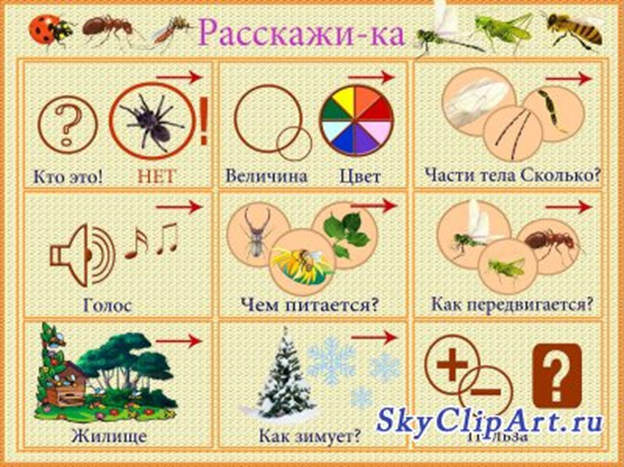 Расскажи-ка
?
!
Кто это! НЕТ
Величина Цвет
Части тела Сколько?
Голос
Чем питается?
Как передвигается?
+
−
?
Жилище
Как зимует?
SkyClipArt.ru